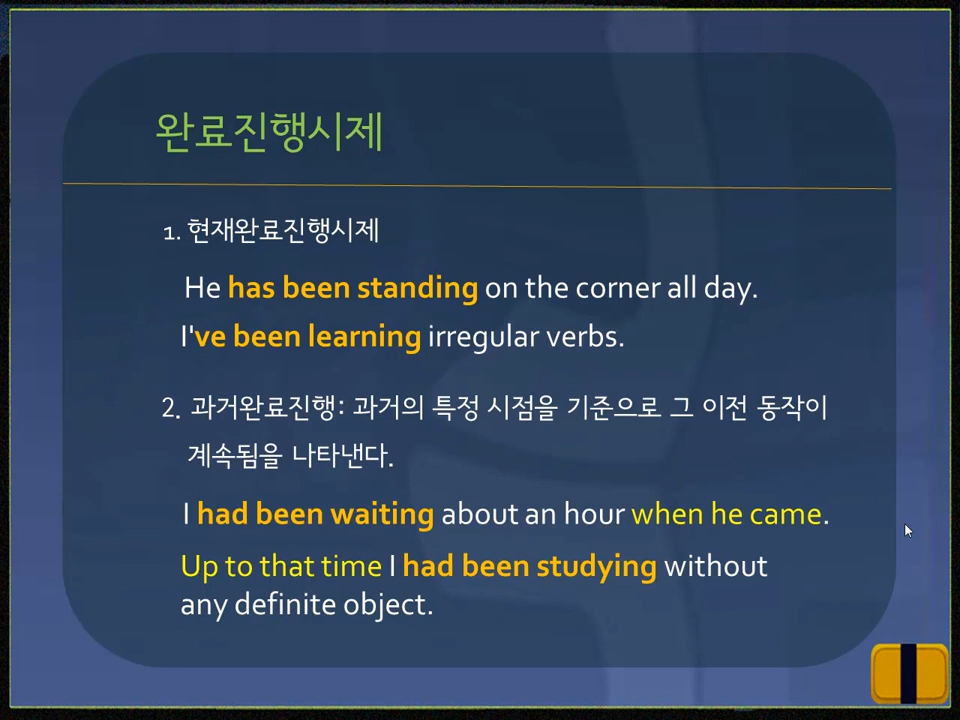 완료진행시제
1. 현재완료진행시제
He has been standing on the corner all day.
I've been learning irregular verbs.
2. 과거완료진행: 과거의 특정 시점을 기준으로 그 이전 동작이
계속됨을 나타낸다.
I had been waiting about an hour when he came.
Up to that time I had been studying without
any definite object.